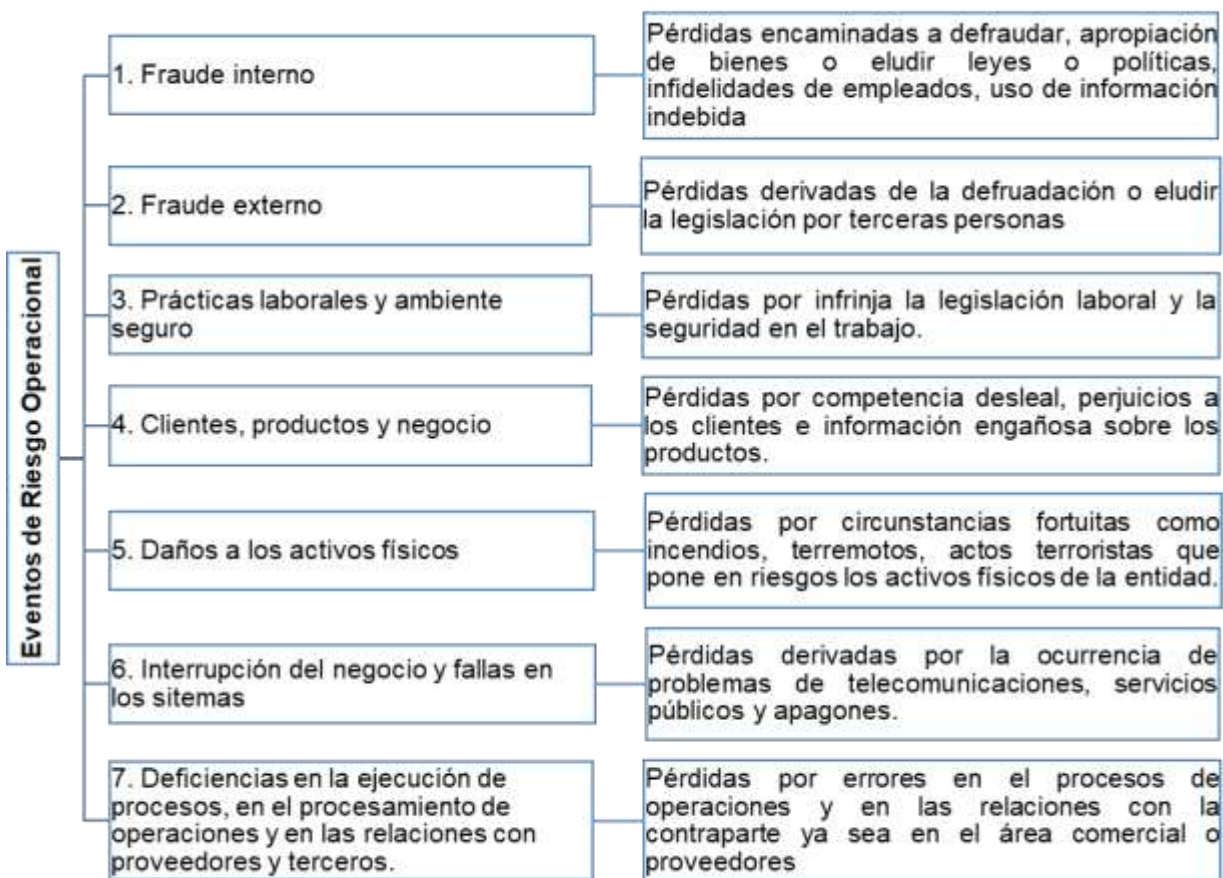 Eventos de Riesgo Operacional
1. Fraude interno
Pérdidas encaminadas a defraudar, apropiación
de bienes o eludir leyes o políticas,
infidelidades de empleados, uso de información
indebida
2. Fraude externo
Pérdidas derivadas de la defruadación o eludir
la legislación por terceras personas
3. Prácticas laborales y ambiente
seguro
Pérdidas por infrinja la legislación laboral y la
seguridad en el trabajo.
4. Clientes, productos y negocio
Pérdidas por competencia desleal, perjuicios a
los clientes e información engañosa sobre los
productos.
5. Daños a los activos físicos
Pérdidas por circunstancias fortuitas como
incendios, terremotos, actos terroristas que
pone en riesgos los activos físicos de la entidad.
6. Interrupción del negocio y fallas en
los sitemas
Pérdidas derivadas por la ocurrencia de
problemas de telecomunicaciones, servicios
públicos y apagones.
7. Deficiencias en la ejecución de
procesos, en el procesamiento de
operaciones y en las relaciones con
proveedores y terceros.
Pérdidas por errores en el procesos de
operaciones y en las relaciones con la
contraparte ya sea en el área comercial o
proveedores